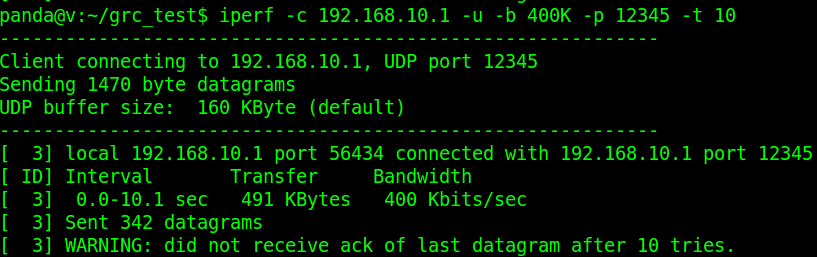 panda@v:~/grc_test$ iperf -c 192.168.10.1 -u -b 400K -p 12345 -t 10
------------------------------------------------------------
Client connecting to 192.168.10.1, UDP port 12345
Sending 1470 byte datagrams
UDP buffer size:  160 KByte (default)
------------------------------------------------------------
[  3] local 192.168.10.1 port 56434 connected with 192.168.10.1 port 12345
[ ID] Interval       Transfer     Bandwidth
[  3]  0.0-10.1 sec   491 KBytes   400 Kbits/sec
[  3] Sent 342 datagrams
[  3] WARNING: did not receive ack of last datagram after 10 tries.